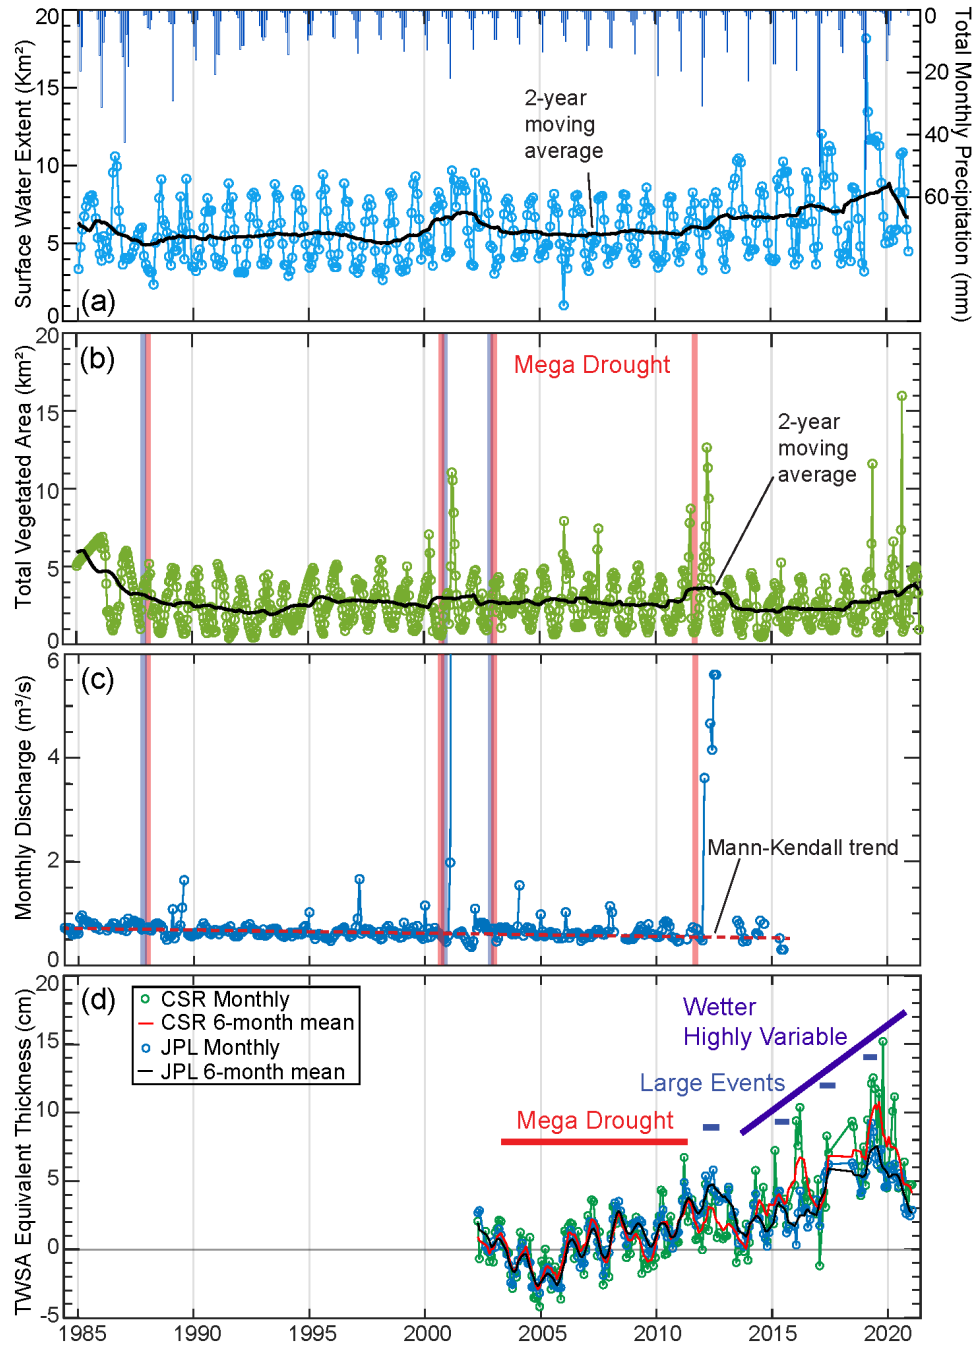 20
15
10
5
0
Surface Water Extent (Km²)
0
20
40
60
Total Monthly Precipitation (mm)
2-year
moving
average
(a)
20
15
10
5
0
Total Vegetated Area (km²)
(b)
Mega Drought
2-year
moving
average
6
4
2
0
Monthly Discharge (m³/s)
(c)
Mann-Kendall trend
20
15
10
5
0
-5
TWSA Equivalent Thickness (cm)
(d)
CSR Monthly
CSR 6-month mean
JPL Monthly
JPL 6-month mean
Wetter
Highly Variable
Large Events
Mega Drought
1985
1990
1995
2000
2005
2010
2015
2020